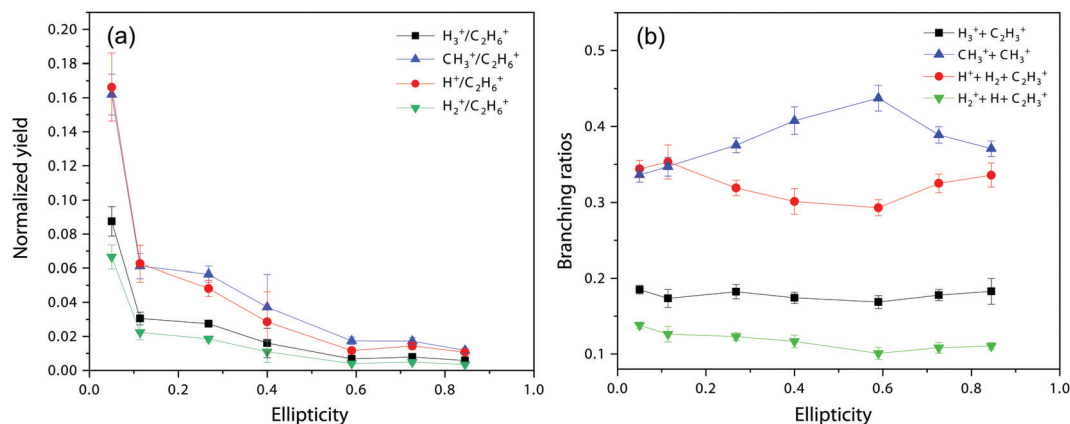 (a)
H₃⁺/C₂H₆⁺
CH₃⁺/C₂H₆⁺
H⁺/C₂H₆⁺
H₂⁺/C₂H₆⁺
Normalized yield
0.20
0.18
0.16
0.14
0.12
0.10
0.08
0.06
0.04
0.02
0.00
0.0 0.2 0.4 0.6 0.8 1.0
Ellipticity
(b)
H₃⁺+ C₂H₃⁺
CH₃⁺+ CH₃⁺
H⁺+ H₂+ C₂H₃⁺
H₂⁺+ H+ C₂H₃⁺
Branching ratios
0.5
0.4
0.3
0.2
0.1
0.0 0.2 0.4 0.6 0.8 1.0
Ellipticity